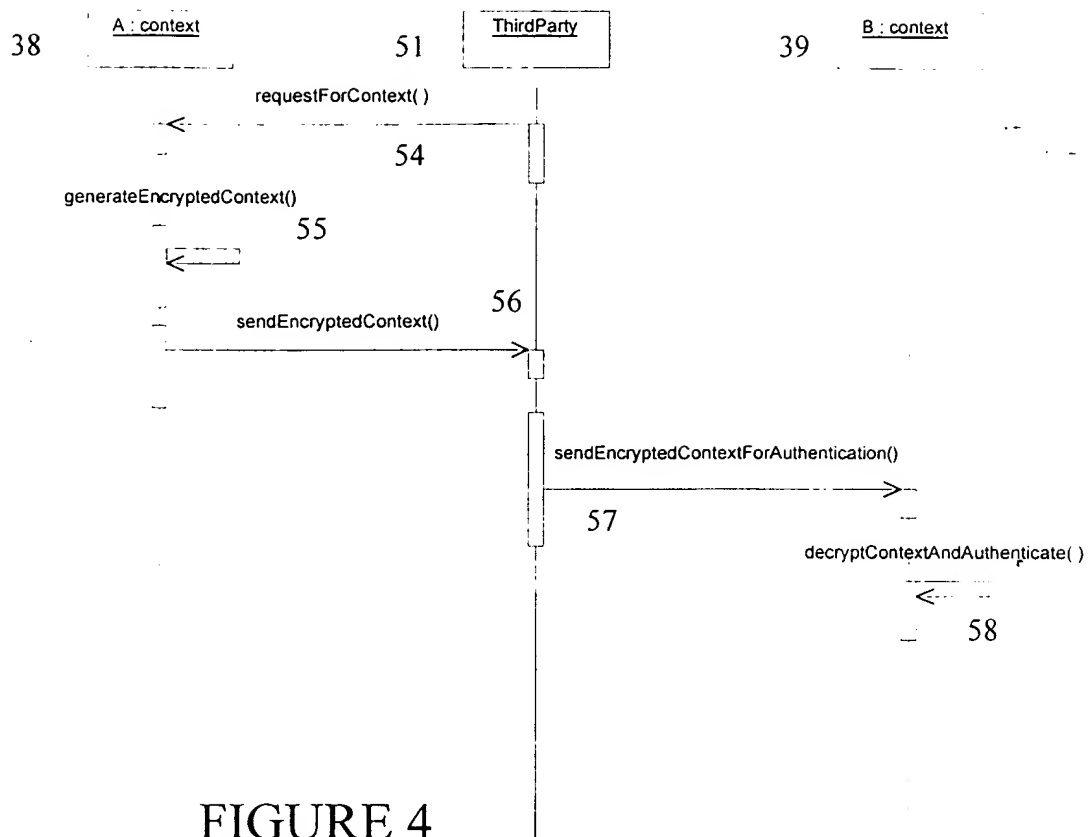 A : context
ThirdParty
B : context
38
51
39
requestForContext( )
54
generateEncryptedContext()
55
56
sendEncryptedContext()
sendEncryptedContextForAuthentication()
57
decryptContextAndAuthenticate( )
58
FIGURE 4